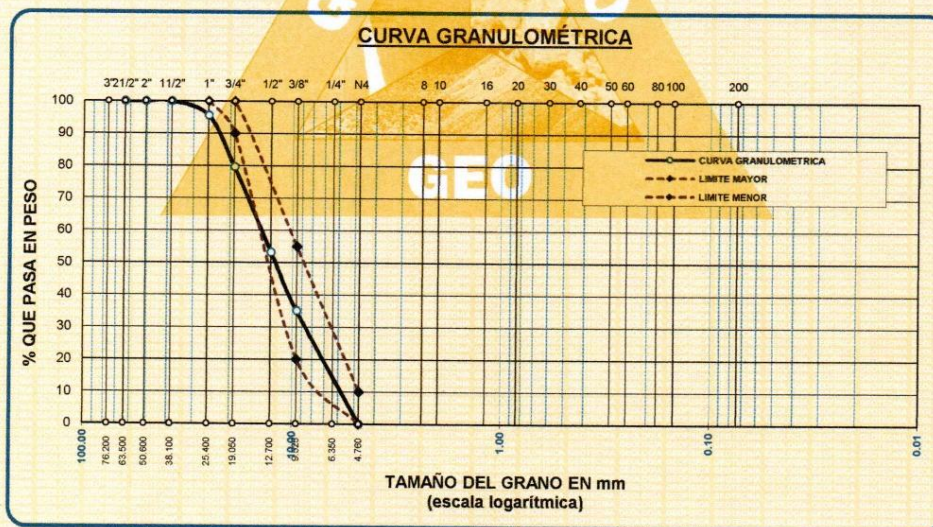 CURVA GRANULOMÉTRICA
3" 21/2" 2" 11/2" 1" 3/4" 1/2" 3/8" 1/4" N4 8 10 16 20 30 40 50 60 80 100 200
100
90
80
70
60
50
40
30
20
10
0
% QUE PASA EN PESO
CURVA GRANULOMETRICA
LIMITE MAYOR
LIMITE MENOR
GEO
100.00 10.00 1.00 0.10 0.01
76.200 63.500 50.600 38.100 25.400 19.050 12.700 9.525 6.350 4.760
TAMAÑO DEL GRANO EN mm
(escala logarítmica)